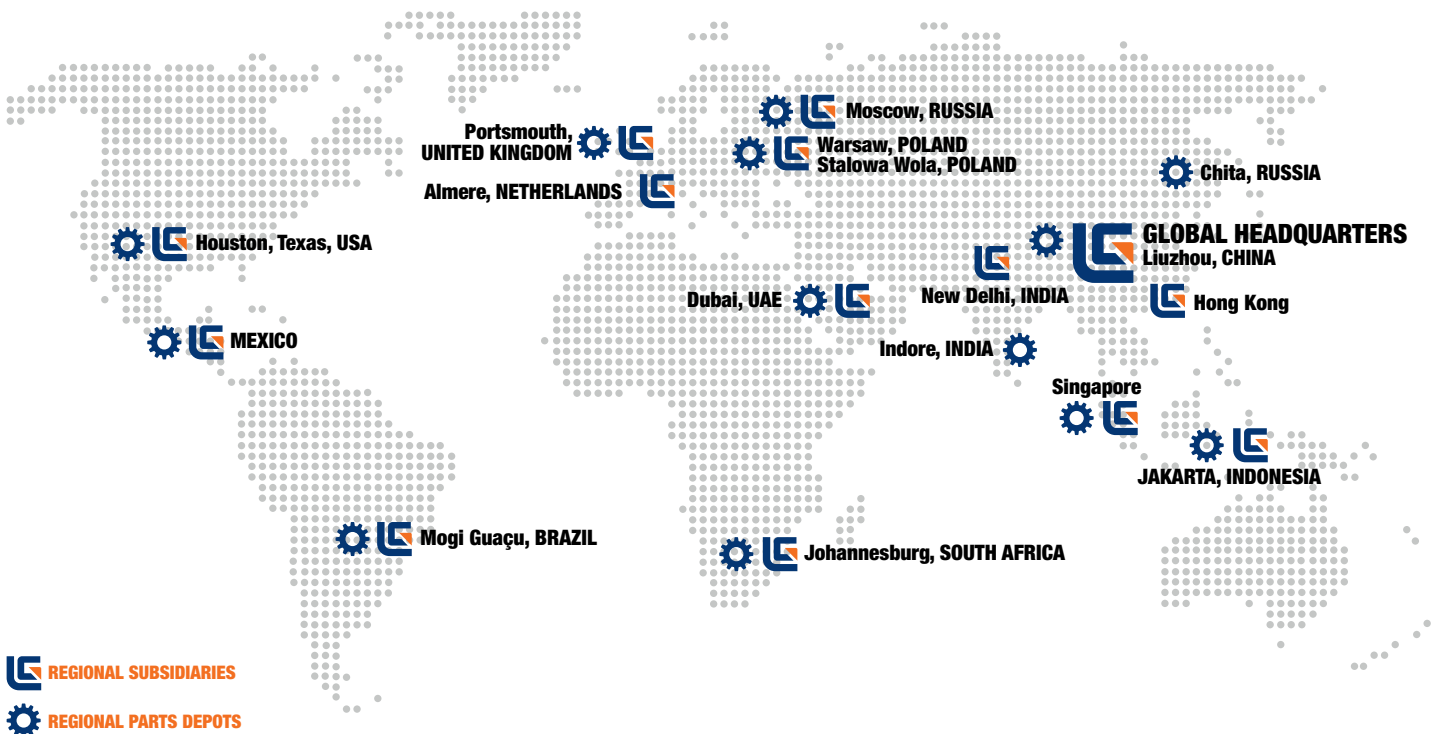 Moscow, RUSSIA
Portsmouth,
UNITED KINGDOM
Warsaw, POLAND
Stalowa Wola, POLAND
Chita, RUSSIA
Almere, NETHERLANDS
Houston, Texas, USA
GLOBAL HEADQUARTERS
Liuzhou, CHINA
Dubai, UAE
New Delhi, INDIA
Hong Kong
MEXICO
Indore, INDIA
Singapore
JAKARTA, INDONESIA
Mogi Guaçu, BRAZIL
Johannesburg, SOUTH AFRICA
REGIONAL SUBSIDIARIES
REGIONAL PARTS DEPOTS